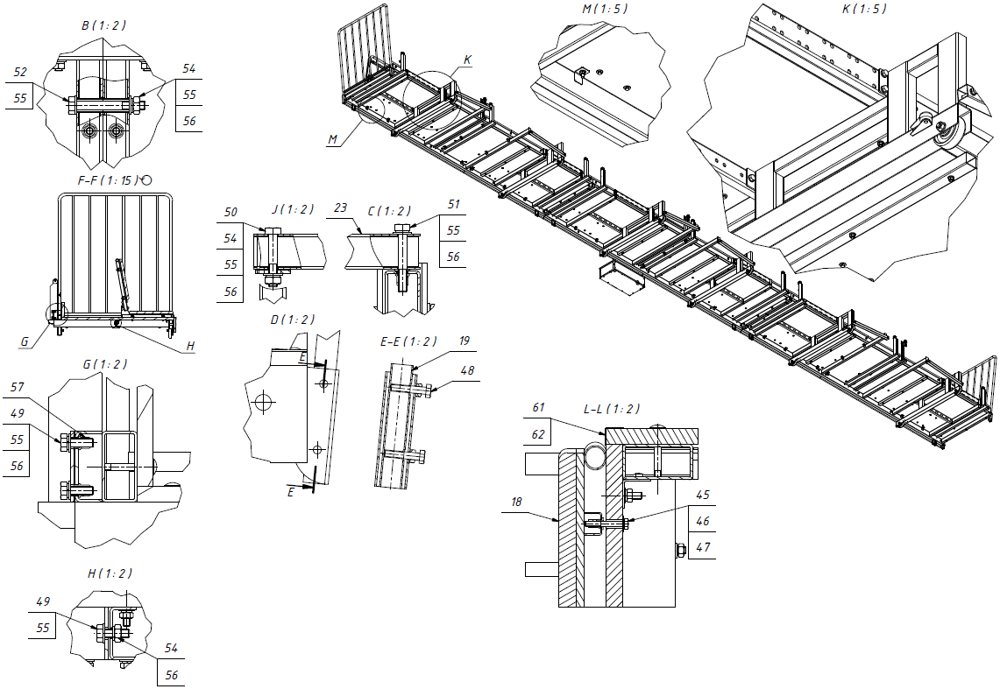 B(1:2)
52
55
54
55
56
F-F(1:15)
G
H
G(1:2)
57
49
55
56
H(1:2)
49
55
54
56
J(1:2)
50
54
55
56
23
C(1:2)
51
55
56
D(1:2)
E
E
E-E(1:2)
19
48
K
M
M(1:5)
K(1:5)
L-L(1:2)
61
62
18
45
46
47